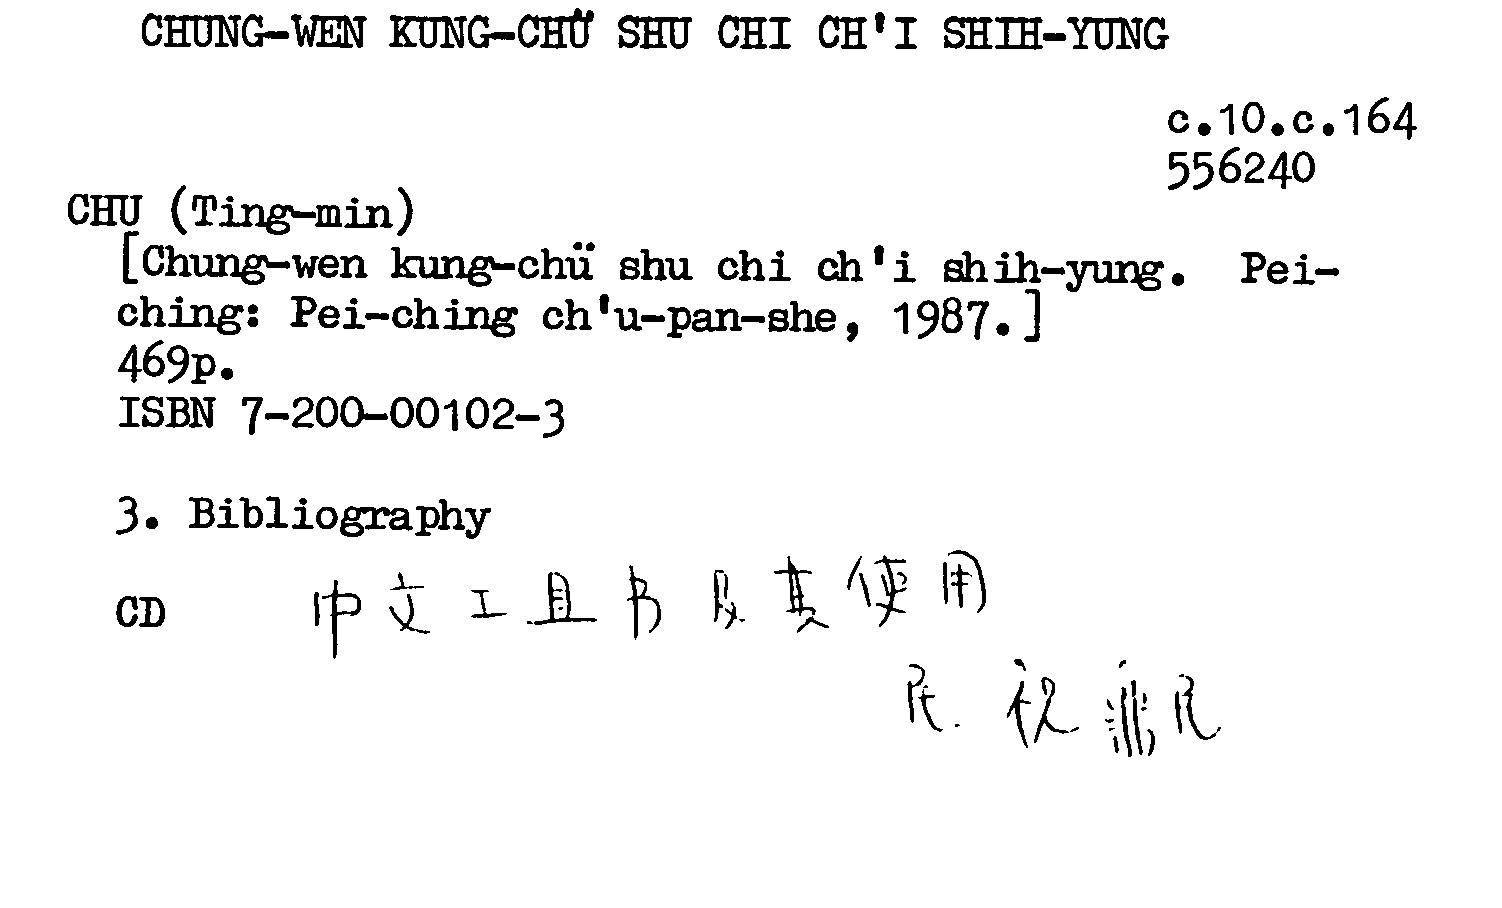 CHUNG-WEN KUNG-CHÜ SHU CHI CH'I SHIH-YUNG
c.10.c.164
556240
CHU (Ting-min)
[Chung-wen kung-chü shu chi ch'i shih-yung. Pei-
ching: Pei-ching ch'u-pan-she, 1987.]
469p.
ISBN 7-200-00102-3
3. Bibliography
CD 中文工具书及其使用
祝鼎民